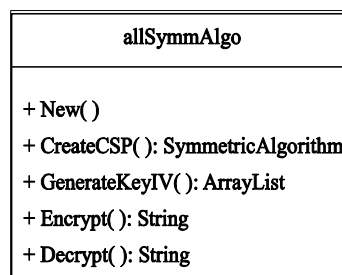 allSymmAlgo
+ New( )
+ CreateCSP( ): SymmetricAlgorithm
+ GenerateKeyIV( ): ArrayList
+ Encrypt( ): String
+ Decrypt( ): String